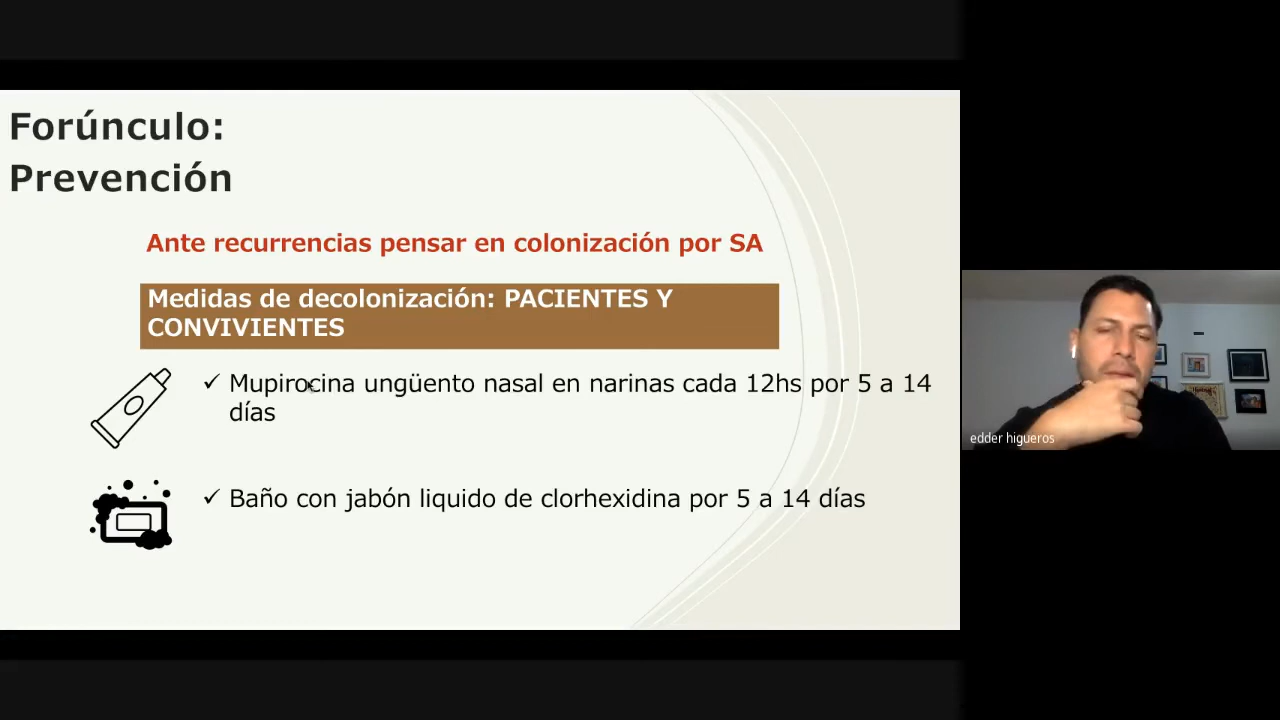 Forúnculo:
Prevención
Ante recurrencias pensar en colonización por SA
Medidas de decolonización: PACIENTES Y
CONVIVIENTES
✓ Mupirocina ungüento nasal en narinas cada 12hs por 5 a 14
días
✓ Baño con jabón liquido de clorhexidina por 5 a 14 días
edder higueros